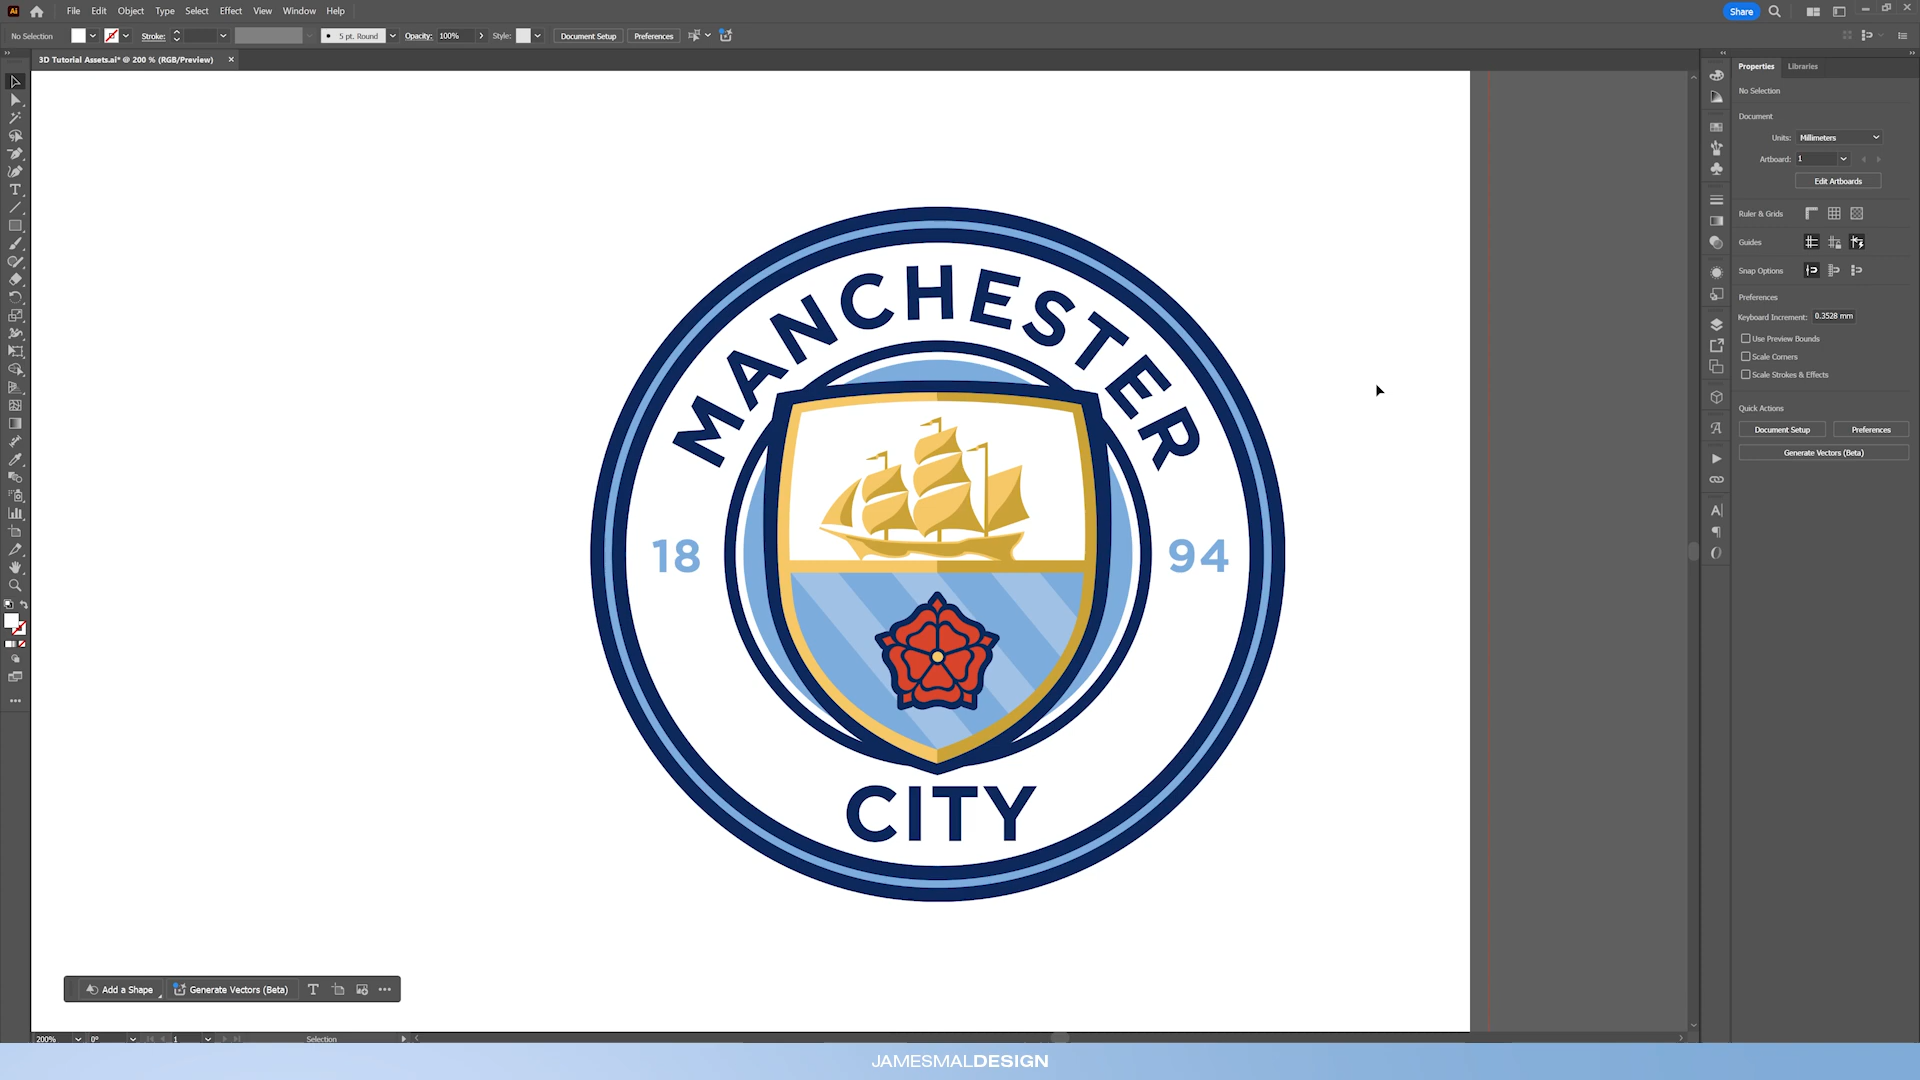 Ai File Edit Object Type Select Effect View Window Help Share
No Selection Stroke: 5 pt. Round Opacity: 100% Style: Document Setup Preferences
3D Tutorial Assets.ai* @ 200 % (RGB/Preview) ×
Properties Libraries
No Selection
Document
Units: Millimeters
Artboard: 1
Edit Artboards
Ruler & Grids
Guides
Snap Options
Preferences
Keyboard Increment: 0.3528 mm
Use Preview Bounds
Scale Corners
Scale Strokes & Effects
Quick Actions
Document Setup Preferences
Generate Vectors (Beta)
MANCHESTER
18 94
CITY
Add a Shape Generate Vectors (Beta)
200% 0° 1 Selection
JAMESMALDESIGN